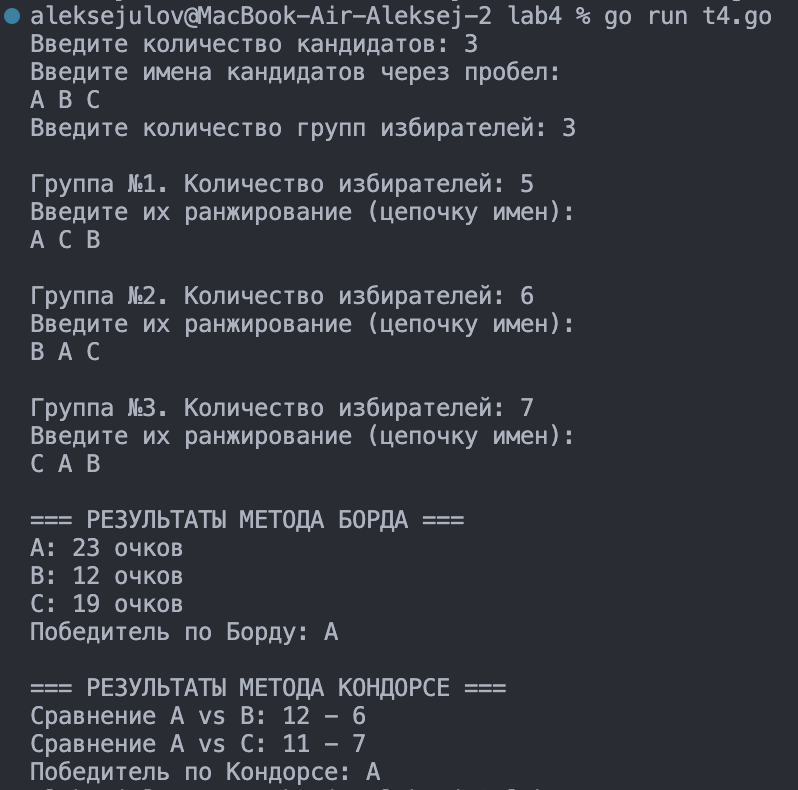 aleksejulov@MacBook-Air-Aleksej-2 lab4 % go run t4.go
Введите количество кандидатов: 3
Введите имена кандидатов через пробел:
A B C
Введите количество групп избирателей: 3
Группа №1. Количество избирателей: 5
Введите их ранжирование (цепочку имен):
A C B
Группа №2. Количество избирателей: 6
Введите их ранжирование (цепочку имен):
B A C
Группа №3. Количество избирателей: 7
Введите их ранжирование (цепочку имен):
C A B
=== РЕЗУЛЬТАТЫ МЕТОДА БОРДА ===
A: 23 очков
B: 12 очков
C: 19 очков
Победитель по Борду: A
=== РЕЗУЛЬТАТЫ МЕТОДА КОНДОРСЕ ===
Сравнение A vs B: 12 - 6
Сравнение A vs C: 11 - 7
Победитель по Кондорсе: A